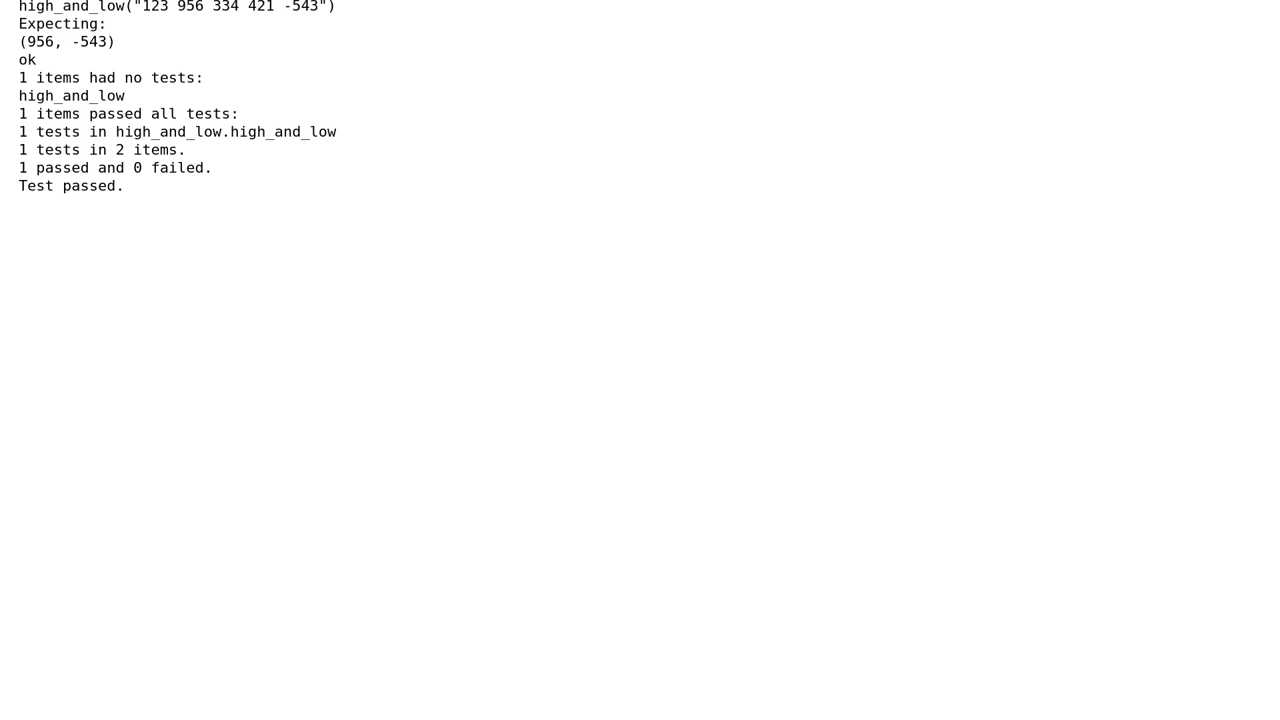 high_and_low("123 956 334 421 -543")
Expecting:
(956, -543)
ok
1 items had no tests:
high_and_low
1 items passed all tests:
1 tests in high_and_low.high_and_low
1 tests in 2 items.
1 passed and 0 failed.
Test passed.